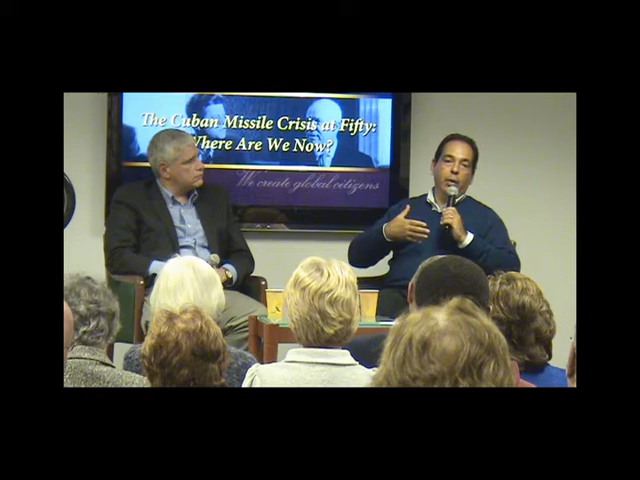 The Cuban Missile Crisis at Fifty:
Where Are We Now?
We create global citizens